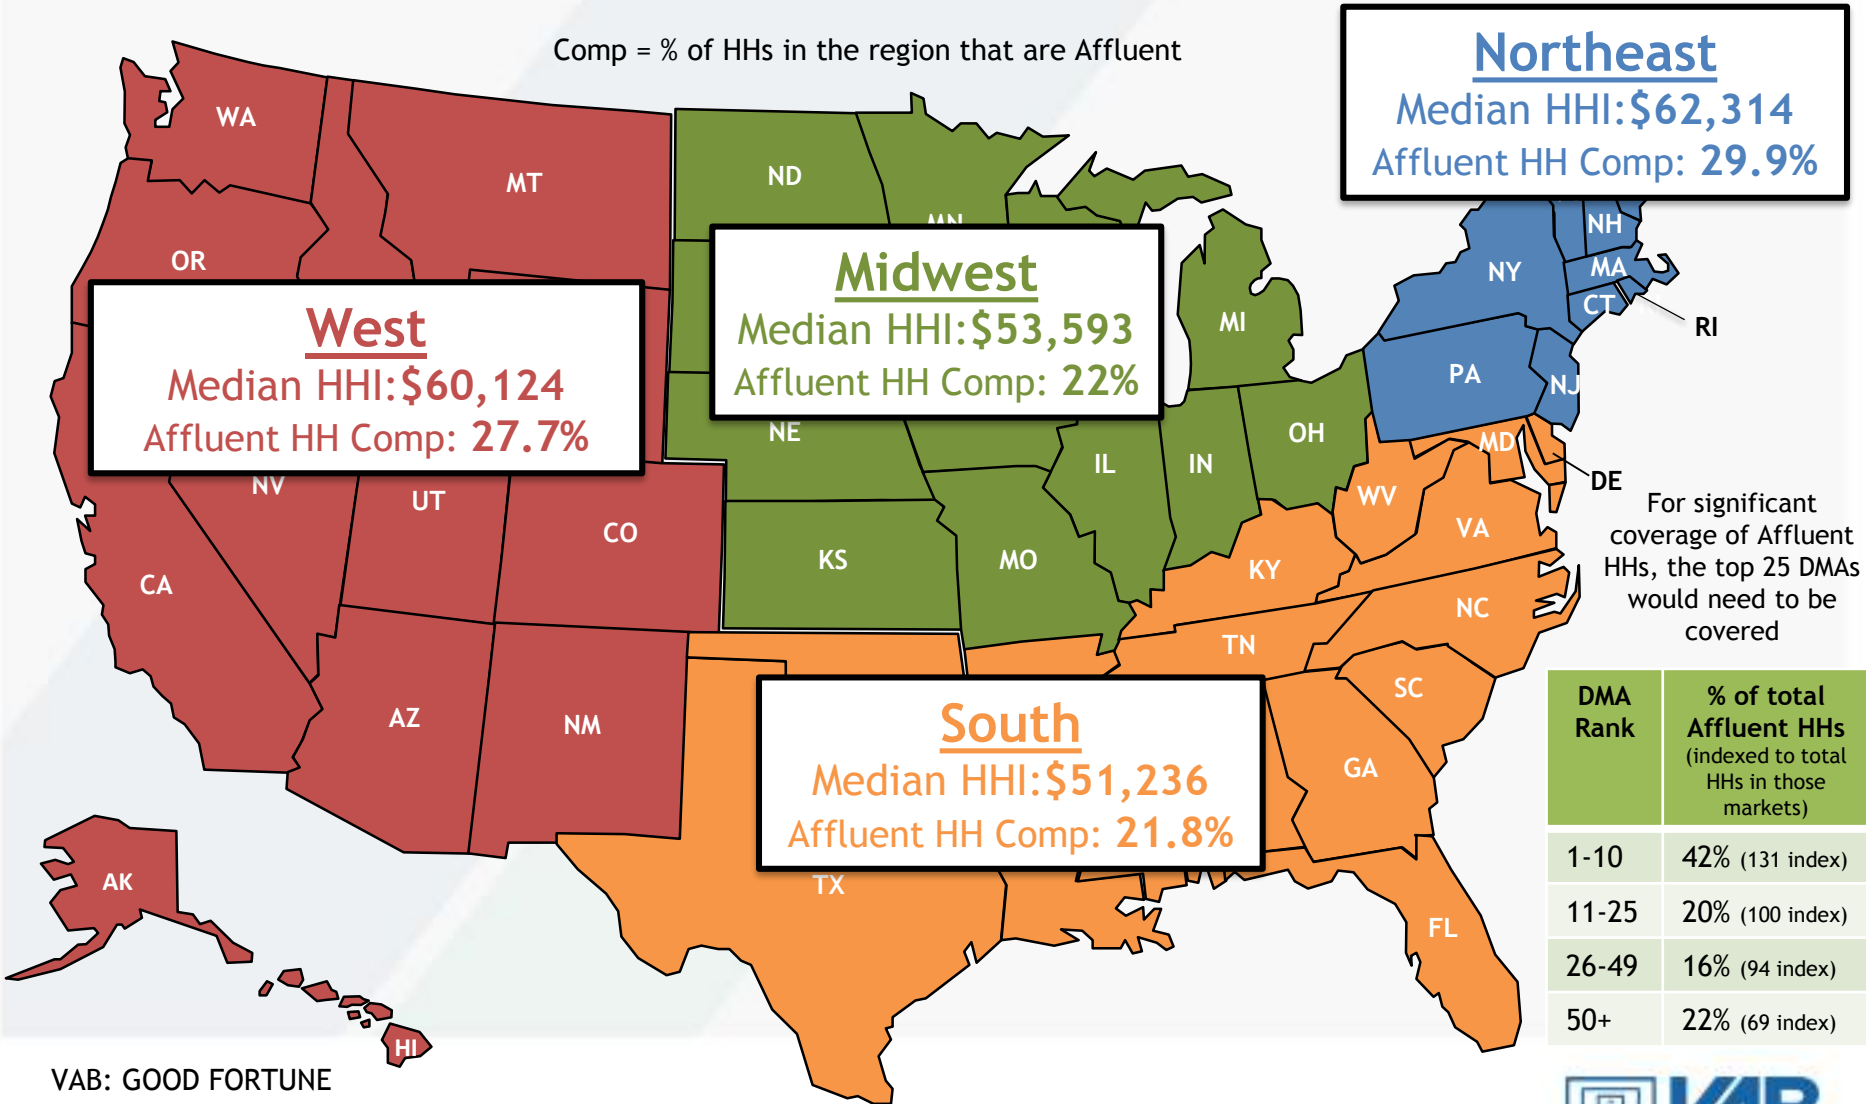 Comp = % of HHs in the region that are Affluent
Northeast
Median HHI:$62,314
Affluent HH Comp: 29.9%
WA
MT
ND
OR
NH
NY
MA
CT
RI
Midwest
Median HHI:$53,593
Affluent HH Comp: 22%
MI
West
Median HHI:$60,124
Affluent HH Comp: 27.7%
PA
NJ
NE
OH
MD
IL
IN
DE
NV
UT
WV
CO
VA
KS
MO
KY
CA
NC
TN
For significant
coverage of Affluent
HHs, the top 25 DMAs
would need to be
covered
SC
AZ
NM
South
Median HHI:$51,236
Affluent HH Comp: 21.8%
GA
TX
FL
AK
HI
DMA
Rank
% of total
Affluent HHs
(indexed to total
HHs in those
markets)
1-10 42% (131 index)
11-25 20% (100 index)
26-49 16% (94 index)
50+ 22% (69 index)
VAB: GOOD FORTUNE
VAB